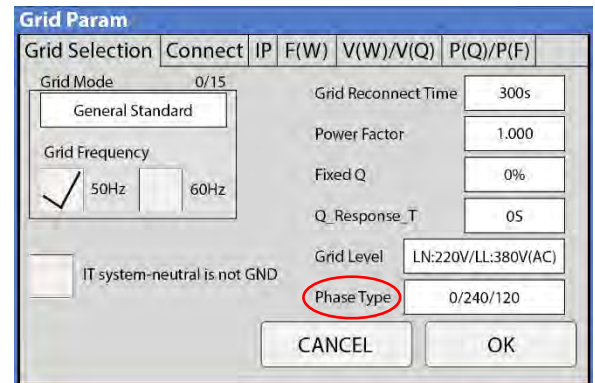 Grid Param
Grid Selection Connect IP F(W) V(W)/V(Q) P(Q)/P(F)
Grid Mode 0/15
General Standard
Grid Frequency
50Hz 60Hz
IT system-neutral is not GND
Grid Reconnect Time 300s
Power Factor 1.000
Fixed Q 0%
Q_Response_T 0S
Grid Level LN:220V/LL:380V(AC)
Phase Type 0/240/120
CANCEL OK